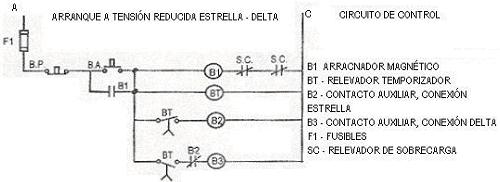 A
ARRANQUE A TENSIÓN REDUCIDA ESTRELLA - DELTA
C
CIRCUITO DE CONTROL
F1
B.P.
B.A.
B1
B1
S.C.
S.C.
BT
BT
B2
BT
B2
B3
B1 ARRACNADOR MAGNÉTICO
BT - RELEVADOR TEMPORIZADOR
B2 - CONTACTO AUXILIAR, CONEXIÓN
ESTRELLA
B3 - CONTACTO AUXILIAR, CONEXIÓN DELTA
F1 - FUSIBLES
SC - RELEVADOR DE SOBRECARGA